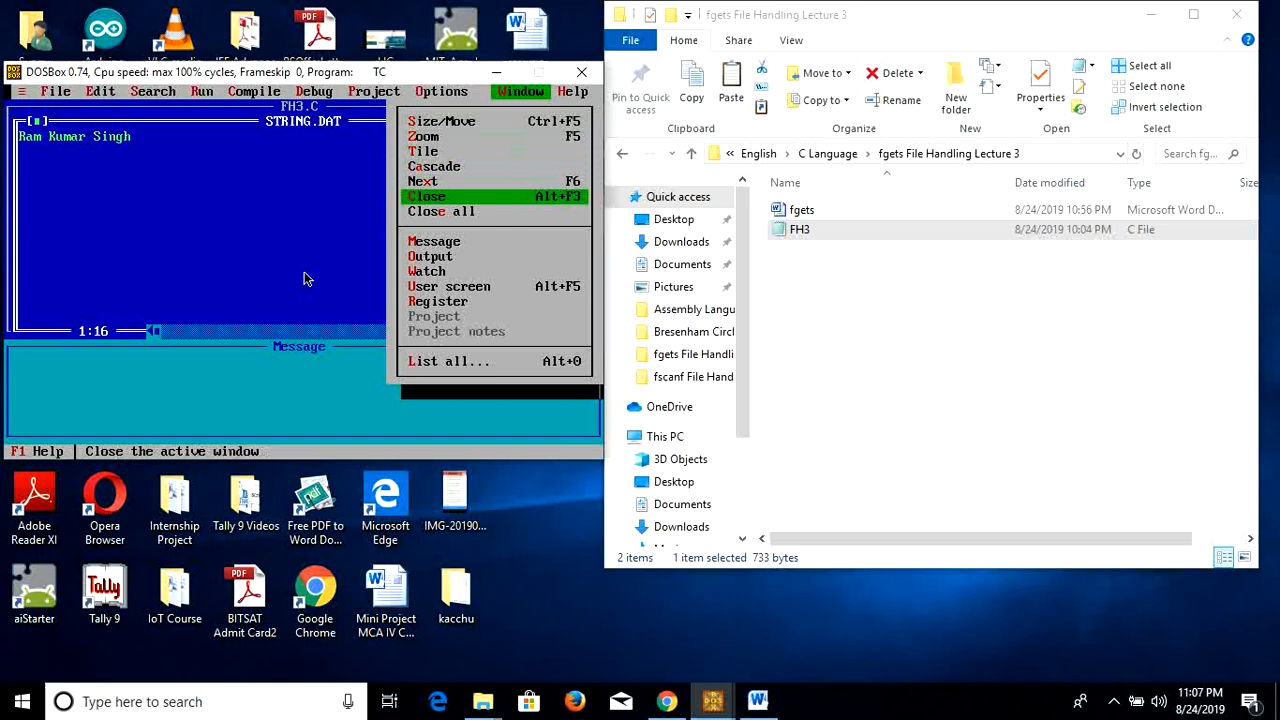 DOSBox 0.74, Cpu speed: max 100% cycles, Frameskip 0, Program: TC
≡ File Edit Search Run Compile Debug Project Options Window Help
FH3.C
STRING.DAT
Ram Kumar Singh
1:16
Size/Move Ctrl+F5
Zoom F5
Tile
Cascade
Next F6
Close Alt+F3
Close all
Message
Output
Watch
User screen Alt+F5
Register
Project
Project notes
List all... Alt+0
Message
F1 Help Close the active window
fgets File Handling Lecture 3
File Home Share View
Pin to Quick access
Copy
Paste
Clipboard
Move to
Copy to
Delete
Rename
Organize
New folder
New
Properties
Open
Select all
Select none
Invert selection
Select
« English C Language fgets File Handling Lecture 3
Search fg...
Name Date modified Type Size
fgets 8/24/2019 10:56 PM Microsoft Word D...
FH3 8/24/2019 10:04 PM C File
Quick access
Desktop
Downloads
Documents
Pictures
Assembly Langu
Bresenham Circl
fgets File Handli
fscanf File Hand
OneDrive
This PC
3D Objects
Desktop
Documents
Downloads
2 items 1 item selected 733 bytes
PDF
Adobe Reader XI
Opera Browser
Internship Project
Tally 9 Videos
Free PDF to Word Do...
Microsoft Edge
IMG-20190...
aiStarter
Tally 9
IoT Course
BITSAT Admit Card2
Google Chrome
Mini Project MCA IV C...
kacchu
Type here to search
11:07 PM
8/24/2019